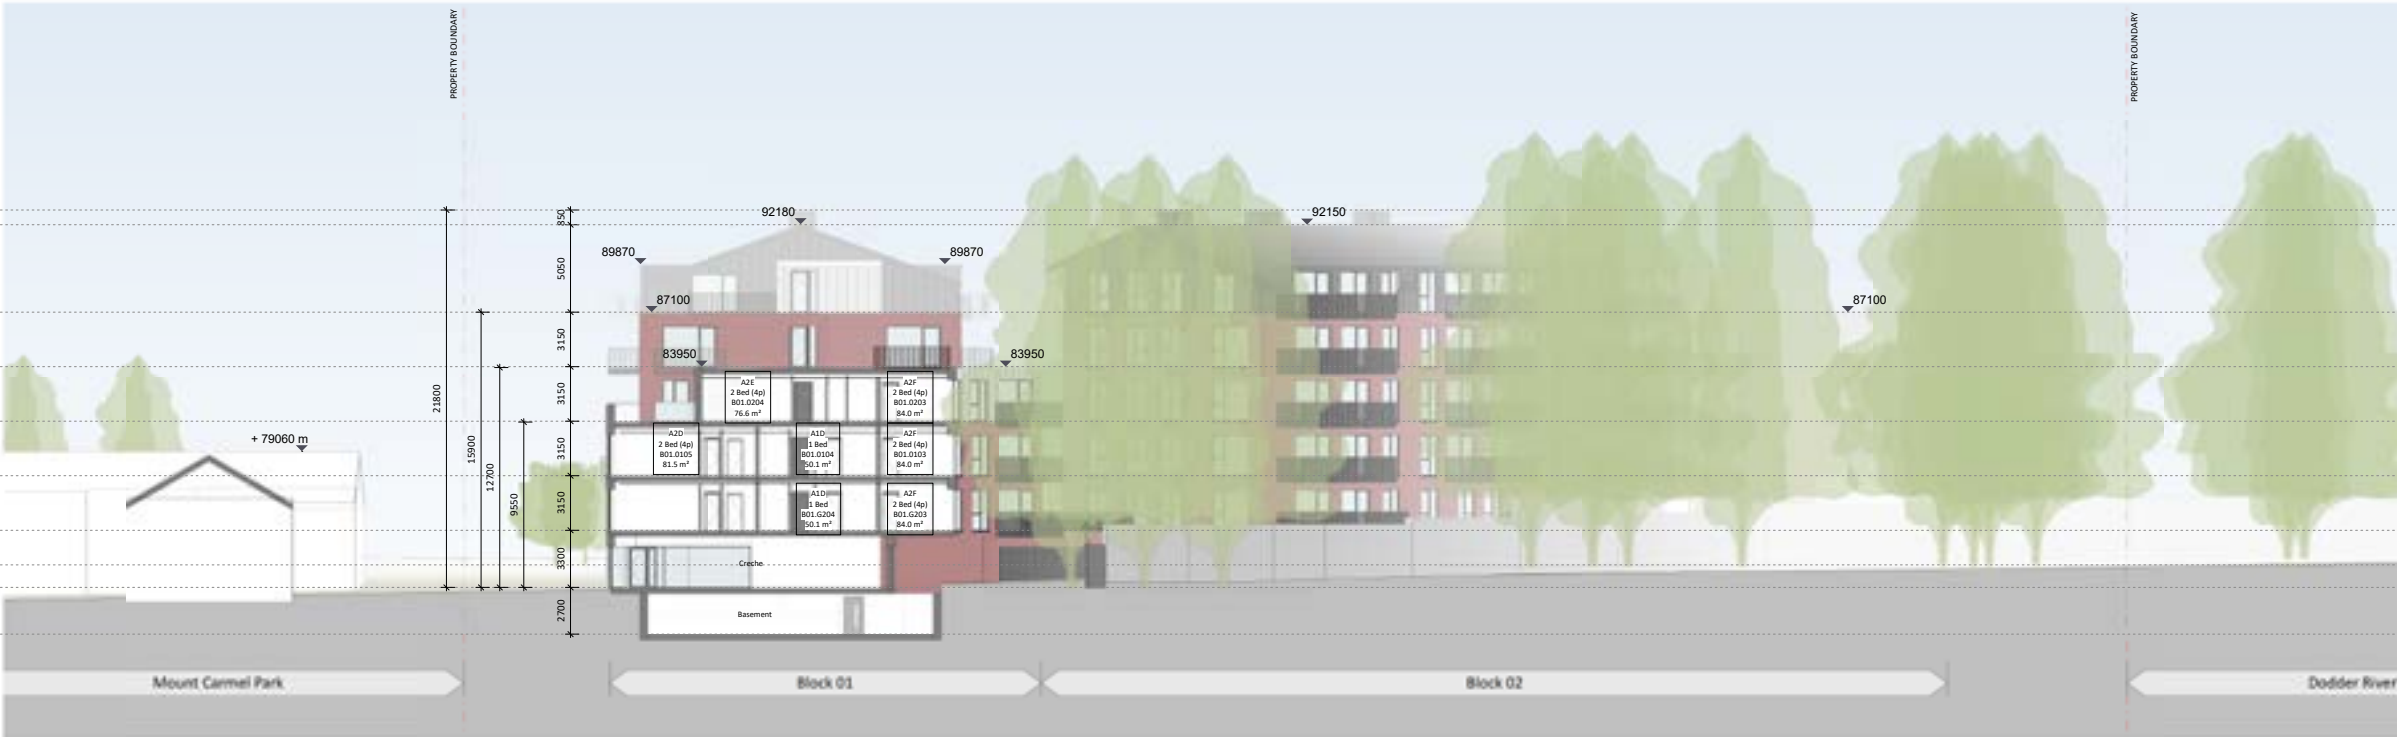 PROPERTY BOUNDARY
PROPERTY BOUNDARY
92180
92150
850
89870
89870
5050
87100
87100
3150
83950
83950
21800
3150
A2E
2 Bed (4p)
B01.0204
76.6 m²
A2F
2 Bed (4p)
B01.0203
84.0 m²
+ 79060 m
15900
12700
9550
3150
A2D
2 Bed (4p)
B01.0105
81.5 m²
A1D
1 Bed
B01.0104
50.1 m²
A2F
2 Bed (4p)
B01.0103
84.0 m²
3150
A1D
1 Bed
B01.G204
50.1 m²
A2F
2 Bed (4p)
B01.G203
84.0 m²
3300
Creche
2700
Basement
Mount Carmel Park
Block 01
Block 02
Dodder River